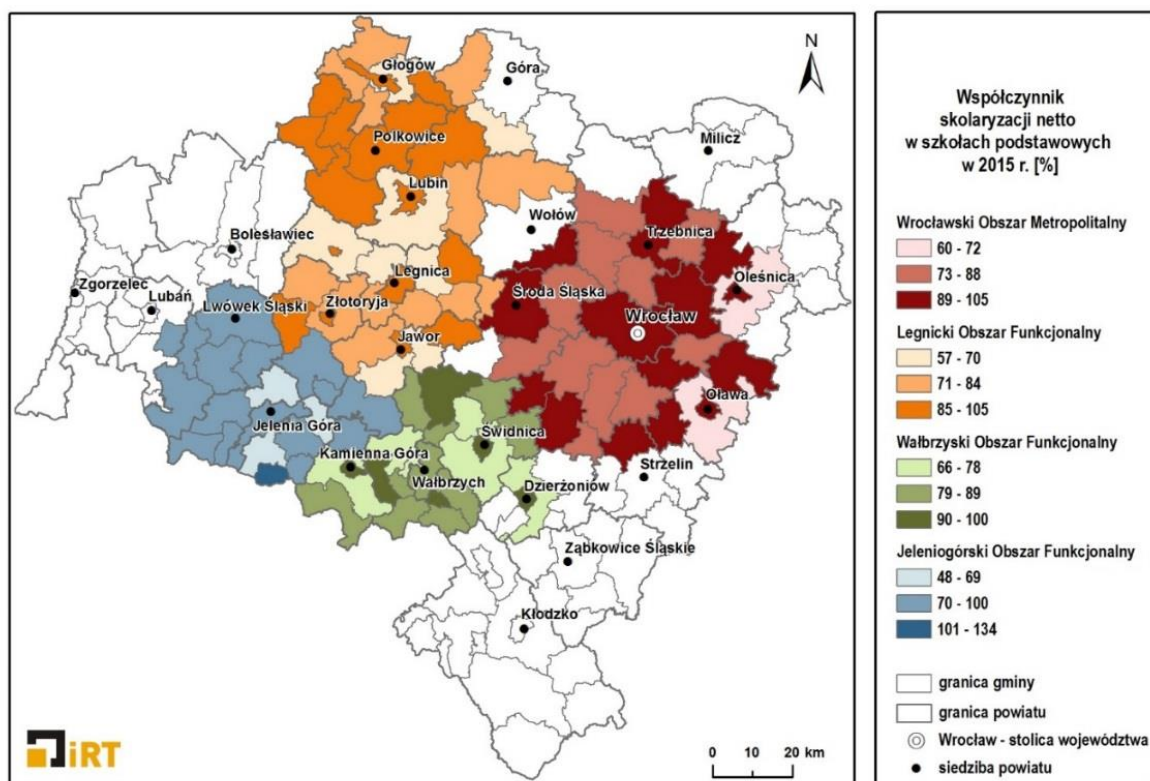 N
Głogów
Góra
Polkowice
Milicz
Lubin
Wołów
Trzebnica
Bolesławiec
Oleśnica
Zgorzelec
Lubań
Legnica
Środa Śląska
Lwówek Śląski
Złotoryja
Wrocław
Jawor
Oława
Jelenia Góra
Świdnica
Kamienna Góra
Wałbrzych
Strzelin
Dzierżoniów
Ząbkowice Śląskie
Kłodzko
iRT
0 10 20 km
Współczynnik
skolaryzacji netto
w szkołach podstawowych
w 2015 r. [%]
Wrocławski Obszar Metropolitalny
60 - 72
73 - 88
89 - 105
Legnicki Obszar Funkcjonalny
57 - 70
71 - 84
85 - 105
Wałbrzyski Obszar Funkcjonalny
66 - 78
79 - 89
90 - 100
Jeleniogórski Obszar Funkcjonalny
48 - 69
70 - 100
101 - 134
granica gminy
granica powiatu
Wrocław - stolica województwa
siedziba powiatu